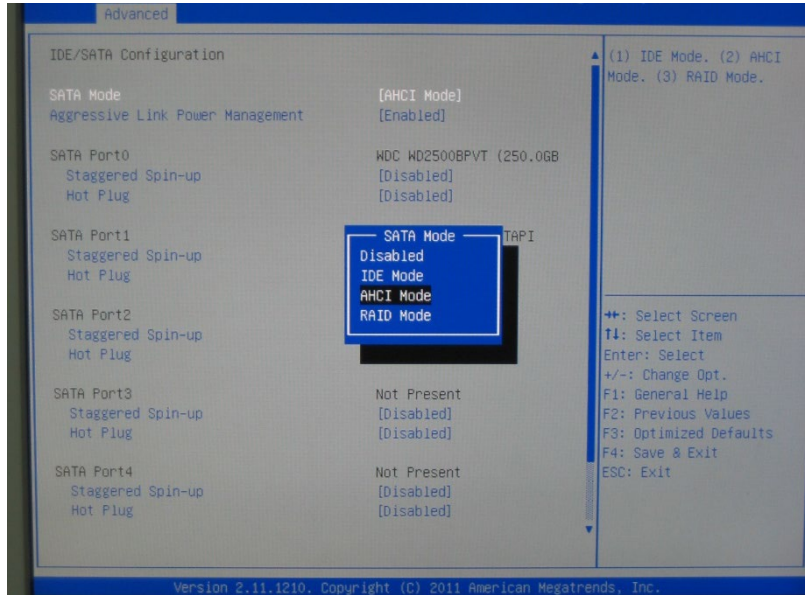 Advanced
IDE/SATA Configuration
SATA Mode [AHCI Mode]
Aggressive Link Power Management [Enabled]
SATA Port0 WDC WD2500BPVT (250.0GB
Staggered Spin-up [Disabled]
Hot Plug [Disabled]
SATA Port1 TAPI
Staggered Spin-up
Hot Plug
SATA Port2
Staggered Spin-up
Hot Plug
SATA Port3 Not Present
Staggered Spin-up [Disabled]
Hot Plug [Disabled]
SATA Port4 Not Present
Staggered Spin-up [Disabled]
Hot Plug [Disabled]
SATA Mode
Disabled
IDE Mode
AHCI Mode
RAID Mode
(1) IDE Mode. (2) AHCI
Mode. (3) RAID Mode.
→←: Select Screen
↑↓: Select Item
Enter: Select
+/-: Change Opt.
F1: General Help
F2: Previous Values
F3: Optimized Defaults
F4: Save & Exit
ESC: Exit
Version 2.11.1210. Copyright (C) 2011 American Megatrends, Inc.